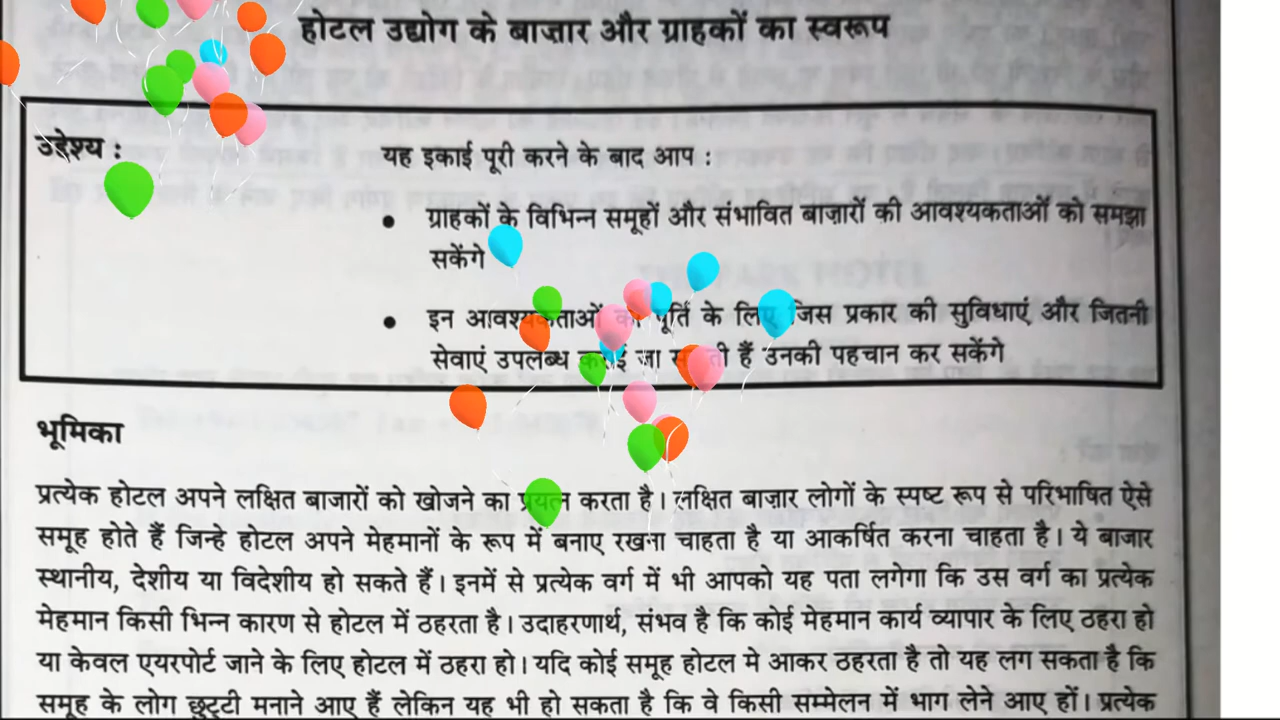 होटल उद्योग के बाज़ार और ग्राहकों का स्वरूप
उद्देश्य :
यह इकाई पूरी करने के बाद आप :
• ग्राहकों के विभिन्न समूहों और संभावित बाज़ारों की आवश्यकताओं को समझा
सकेंगे
• इन आवश्यकताओं की पूर्ति के लिए जिस प्रकार की सुविधाएं और जितनी
सेवाएं उपलब्ध कराई जा सकती हैं उनकी पहचान कर सकेंगे
भूमिका
प्रत्येक होटल अपने लक्षित बाजारों को खोजने का प्रयत्न करता है। लक्षित बाज़ार लोगों के स्पष्ट रूप से परिभाषित ऐसे
समूह होते हैं जिन्हे होटल अपने मेहमानों के रूप में बनाए रखना चाहता है या आकर्षित करना चाहता है। ये बाजार
स्थानीय, देशीय या विदेशीय हो सकते हैं। इनमें से प्रत्येक वर्ग में भी आपको यह पता लगेगा कि उस वर्ग का प्रत्येक
मेहमान किसी भिन्न कारण से होटल में ठहरता है। उदाहरणार्थ, संभव है कि कोई मेहमान कार्य व्यापार के लिए ठहरा हो
या केवल एयरपोर्ट जाने के लिए होटल में ठहरा हो। यदि कोई समूह होटल मे आकर ठहरता है तो यह लग सकता है कि
समूह के लोग छुट्टी मनाने आए हैं लेकिन यह भी हो सकता है कि वे किसी सम्मेलन में भाग लेने आए हों। प्रत्येक